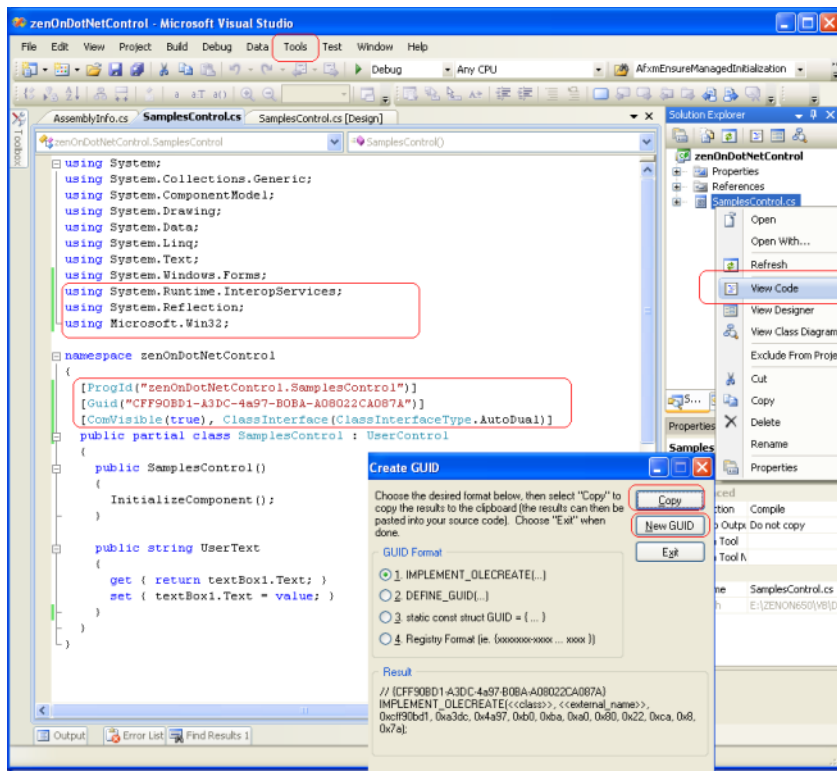 zenOnDotNetControl - Microsoft Visual Studio
File Edit View Project Build Debug Data Tools Test Window Help
Debug Any CPU AfxmEnsureManagedInitialization
AssemblyInfo.cs SamplesControl.cs SamplesControl.cs [Design]
Toolbox
zenOnDotNetControl.SamplesControl SamplesControl()
using System;
using System.Collections.Generic;
using System.ComponentModel;
using System.Drawing;
using System.Data;
using System.Linq;
using System.Text;
using System.Windows.Forms;
using System.Runtime.InteropServices;
using System.Reflection;
using Microsoft.Win32;
namespace zenOnDotNetControl
{
[ProgId("zenOnDotNetControl.SamplesControl")]
[Guid("CFF90BD1-A3DC-4a97-B0BA-A08022CA087A")]
[ComVisible(true), ClassInterface(ClassInterfaceType.AutoDual)]
public partial class SamplesControl : UserControl
{
public SamplesControl()
{
InitializeComponent();
}
public string UserText
{
get { return textBox1.Text; }
set { textBox1.Text = value; }
}
}
}
Output Error List Find Results 1
Solution Explorer
zenOnDotNetControl
Properties
References
SamplesControl.cs
Open
Open With...
Refresh
View Code
View Designer
View Class Diagram
Exclude From Proje
Cut
Copy
Delete
Rename
Properties
S...
Properties
Samples
ced
ction Compile
Outpu Do not copy
Tool
Tool N
me SamplesControl.cs
h E:\ZENON650\VB\D
Create GUID
Choose the desired format below, then select "Copy" to
copy the results to the clipboard (the results can then be
pasted into your source code). Choose "Exit" when
done.
Copy
New GUID
Exit
GUID Format
1. IMPLEMENT_OLECREATE(...)
2. DEFINE_GUID(...)
3. static const struct GUID = { ... }
4. Registry Format (ie. {xxxxxxxx-xxxx ... xxxx })
Result
// {CFF90BD1-A3DC-4a97-B0BA-A08022CA087A}
IMPLEMENT_OLECREATE(<<class>>, <<external_name>>,
0xcff90bd1, 0xa3dc, 0x4a97, 0xb0, 0xba, 0xa0, 0x80, 0x22, 0xca, 0x8,
0x7a);